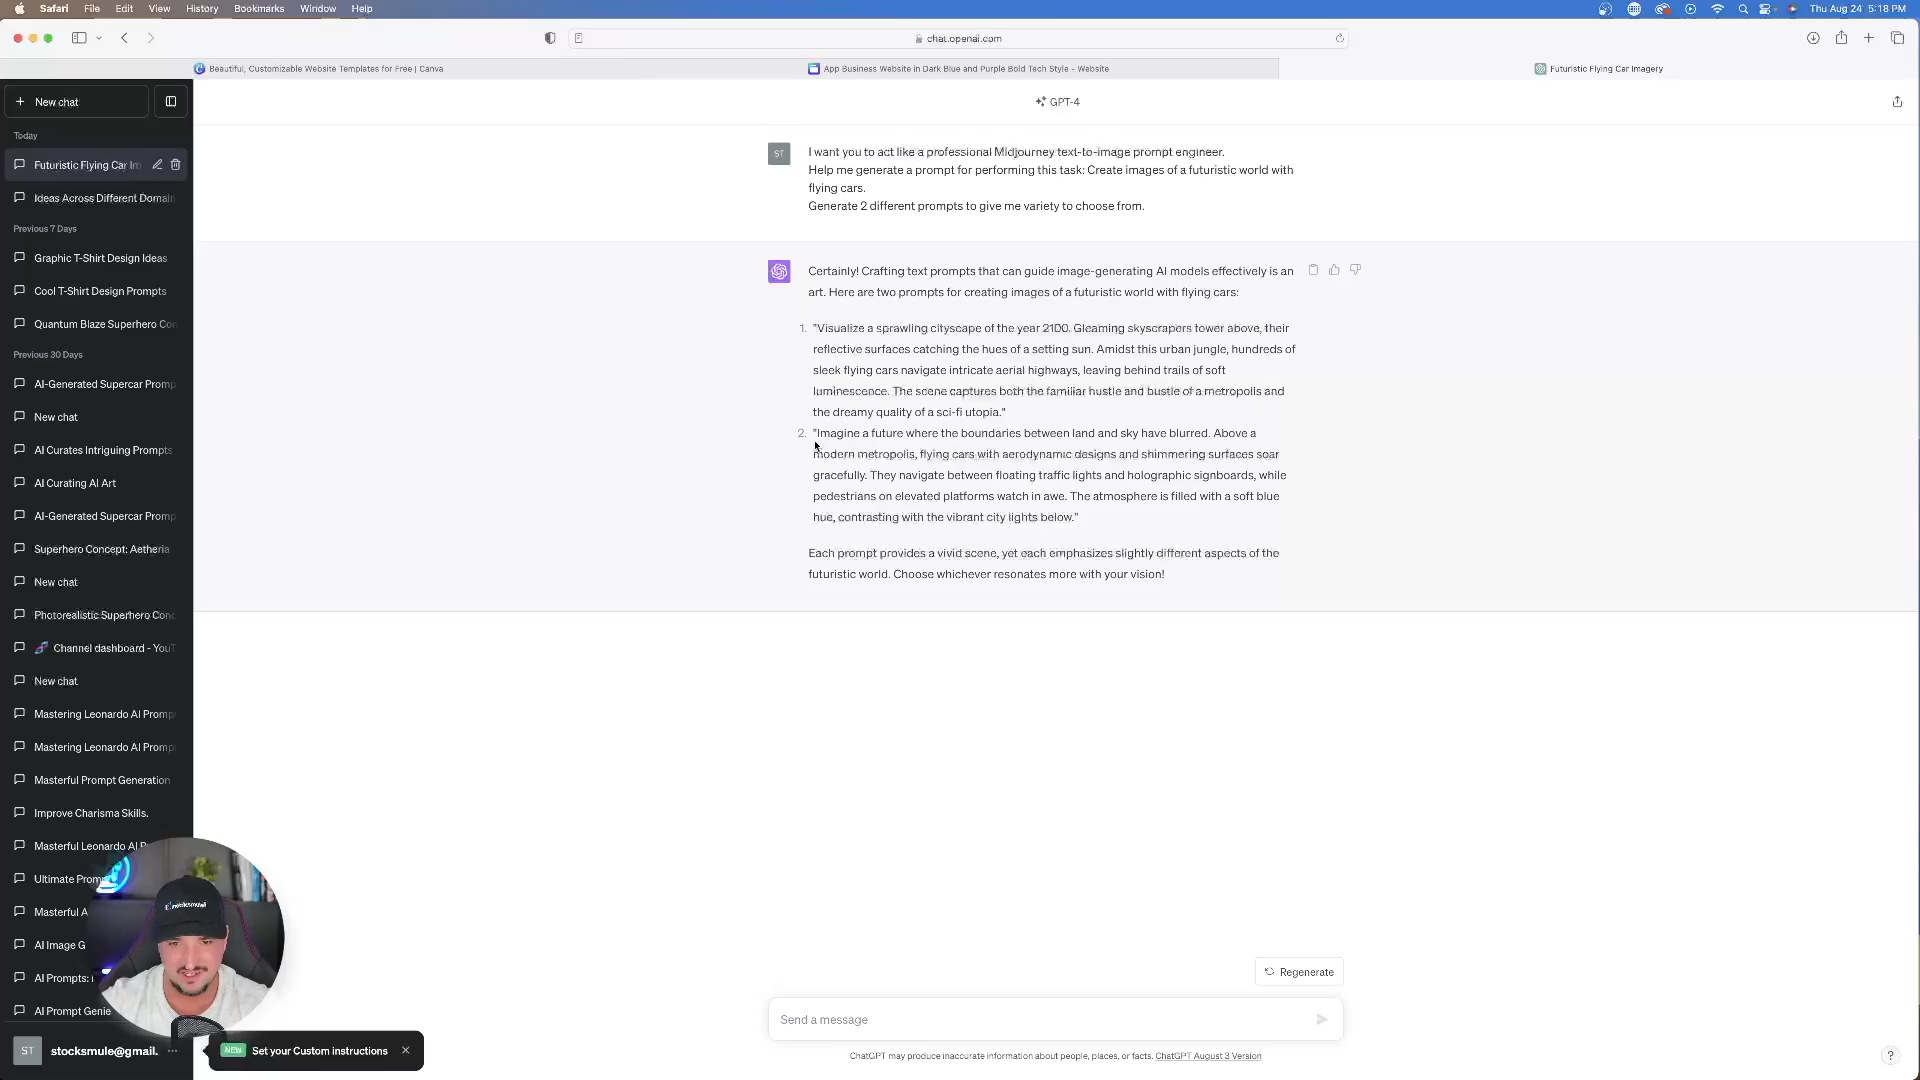 Safari File Edit View History Bookmarks Window Help
Thu Aug 24 5:18 PM
chat.openai.com
Beautiful, Customizable Website Templates for Free | Canva
App Business Website in Dark Blue and Purple Bold Tech Style - Website
Futuristic Flying Car Imagery
New chat
Today
Futuristic Flying Car Im
Ideas Across Different Domain
Previous 7 Days
Graphic T-Shirt Design Ideas
Cool T-Shirt Design Prompts
Quantum Blaze Superhero Con
Previous 30 Days
AI-Generated Supercar Promp
New chat
AI Curates Intriguing Prompts
AI Curating AI Art
AI-Generated Supercar Promp
Superhero Concept: Aetheria
New chat
Photorealistic Superhero Conc
Channel dashboard - YouT
New chat
Mastering Leonardo AI Promp
Mastering Leonardo AI Promp
Masterful Prompt Generation
Improve Charisma Skills.
Masterful Leonardo AI P
Ultimate Prom
Masterful A
AI Image G
AI Prompts:
AI Prompt Genie
ST stocksmule@gmail.
NEW Set your Custom instructions
GPT-4
ST
I want you to act like a professional Midjourney text-to-image prompt engineer.
Help me generate a prompt for performing this task: Create images of a futuristic world with
flying cars.
Generate 2 different prompts to give me variety to choose from.
Certainly! Crafting text prompts that can guide image-generating AI models effectively is an
art. Here are two prompts for creating images of a futuristic world with flying cars:
1. "Visualize a sprawling cityscape of the year 2100. Gleaming skyscrapers tower above, their
reflective surfaces catching the hues of a setting sun. Amidst this urban jungle, hundreds of
sleek flying cars navigate intricate aerial highways, leaving behind trails of soft
luminescence. The scene captures both the familiar hustle and bustle of a metropolis and
the dreamy quality of a sci-fi utopia."
2. "Imagine a future where the boundaries between land and sky have blurred. Above a
modern metropolis, flying cars with aerodynamic designs and shimmering surfaces soar
gracefully. They navigate between floating traffic lights and holographic signboards, while
pedestrians on elevated platforms watch in awe. The atmosphere is filled with a soft blue
hue, contrasting with the vibrant city lights below."
Each prompt provides a vivid scene, yet each emphasizes slightly different aspects of the
futuristic world. Choose whichever resonates more with your vision!
Regenerate
Send a message
ChatGPT may produce inaccurate information about people, places, or facts. ChatGPT August 3 Version
?